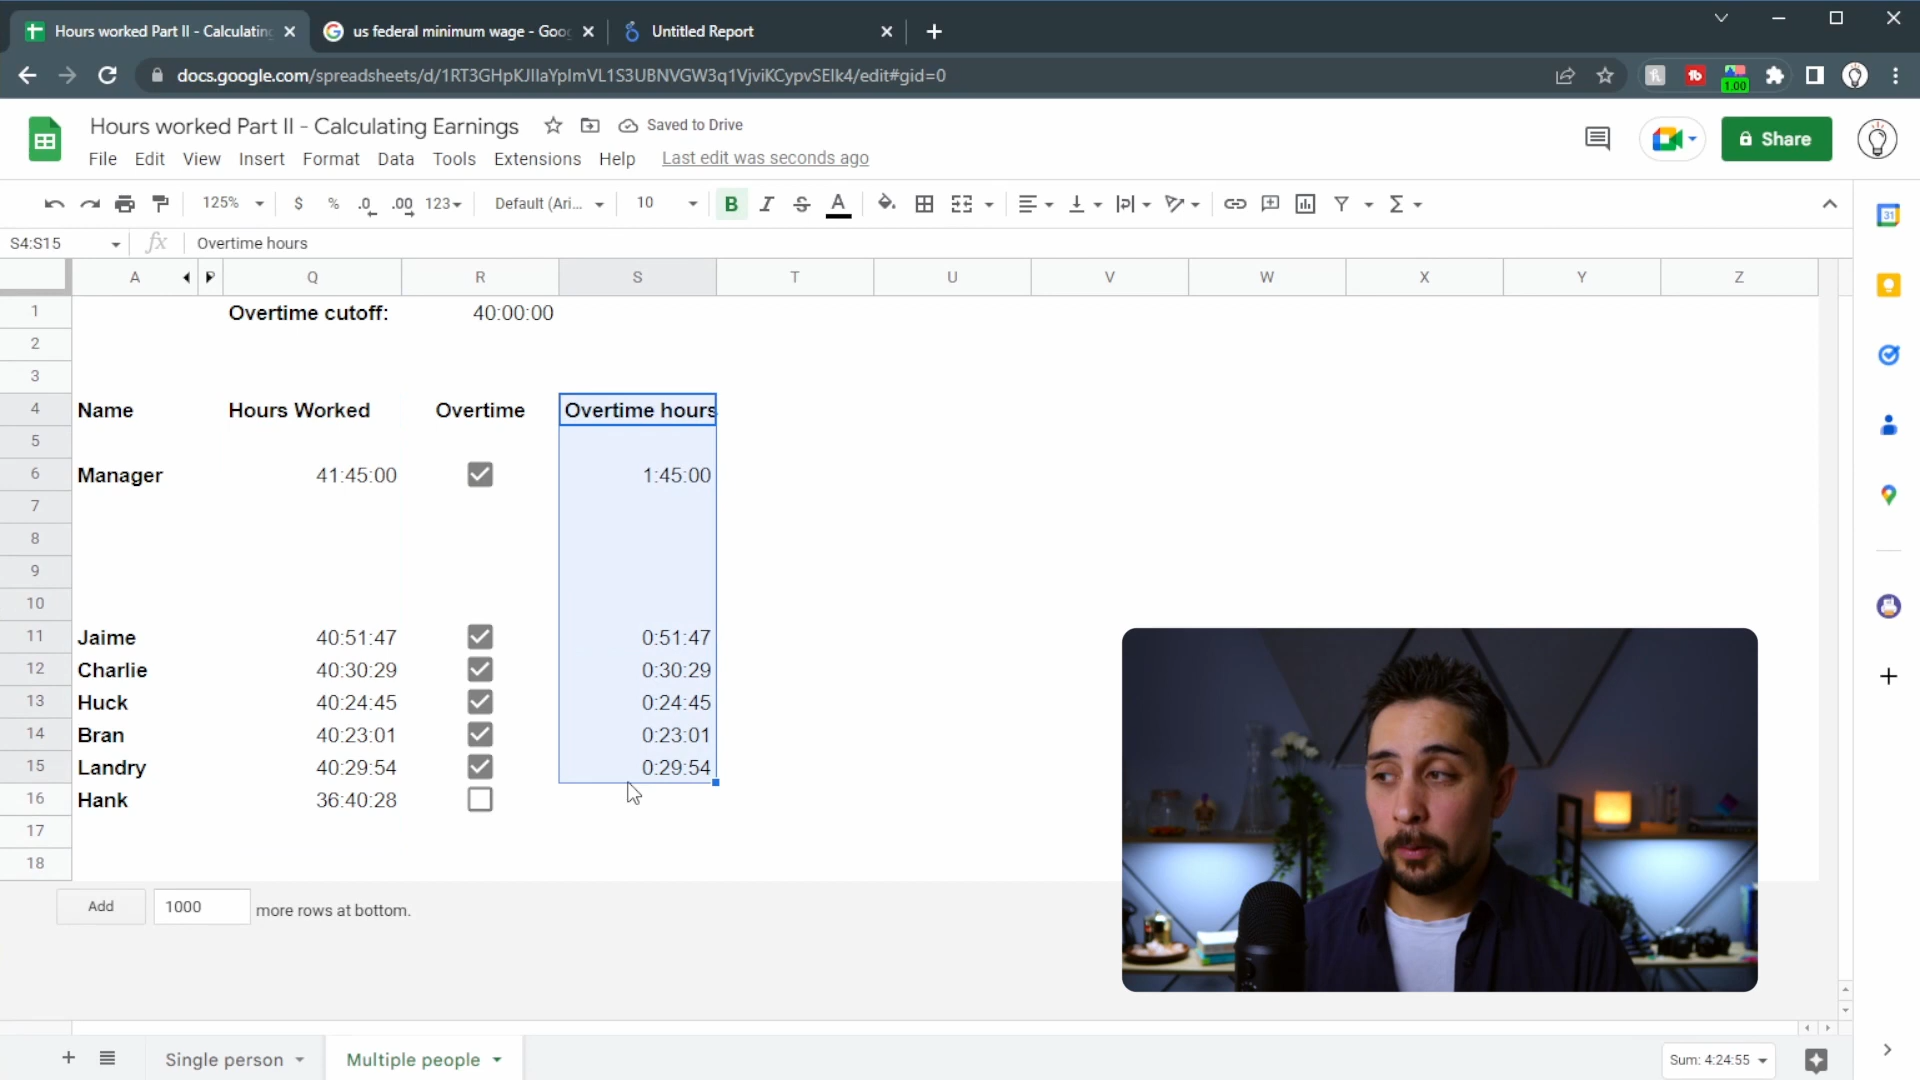 Hours worked Part II - Calculatin
us federal minimum wage - Goo
Untitled Report
docs.google.com/spreadsheets/d/1RT3GHpKJIIaYpImVL1S3UBNVGW3q1VjviKCypvSEIk4/edit#gid=0
1.00
Hours worked Part II - Calculating Earnings
Saved to Drive
File Edit View Insert Format Data Tools Extensions Help Last edit was seconds ago
Share
125% $ % .0 .00 123 Default (Ari... 10 B I S A
S4:S15 fx Overtime hours
A Q R S T U V W X Y Z
1 Overtime cutoff: 40:00:00
2
3
4 Name Hours Worked Overtime Overtime hours
5
6 Manager 41:45:00 1:45:00
7
8
9
10
11 Jaime 40:51:47 0:51:47
12 Charlie 40:30:29 0:30:29
13 Huck 40:24:45 0:24:45
14 Bran 40:23:01 0:23:01
15 Landry 40:29:54 0:29:54
16 Hank 36:40:28
17
18
Add 1000 more rows at bottom.
Single person Multiple people Sum: 4:24:55
31